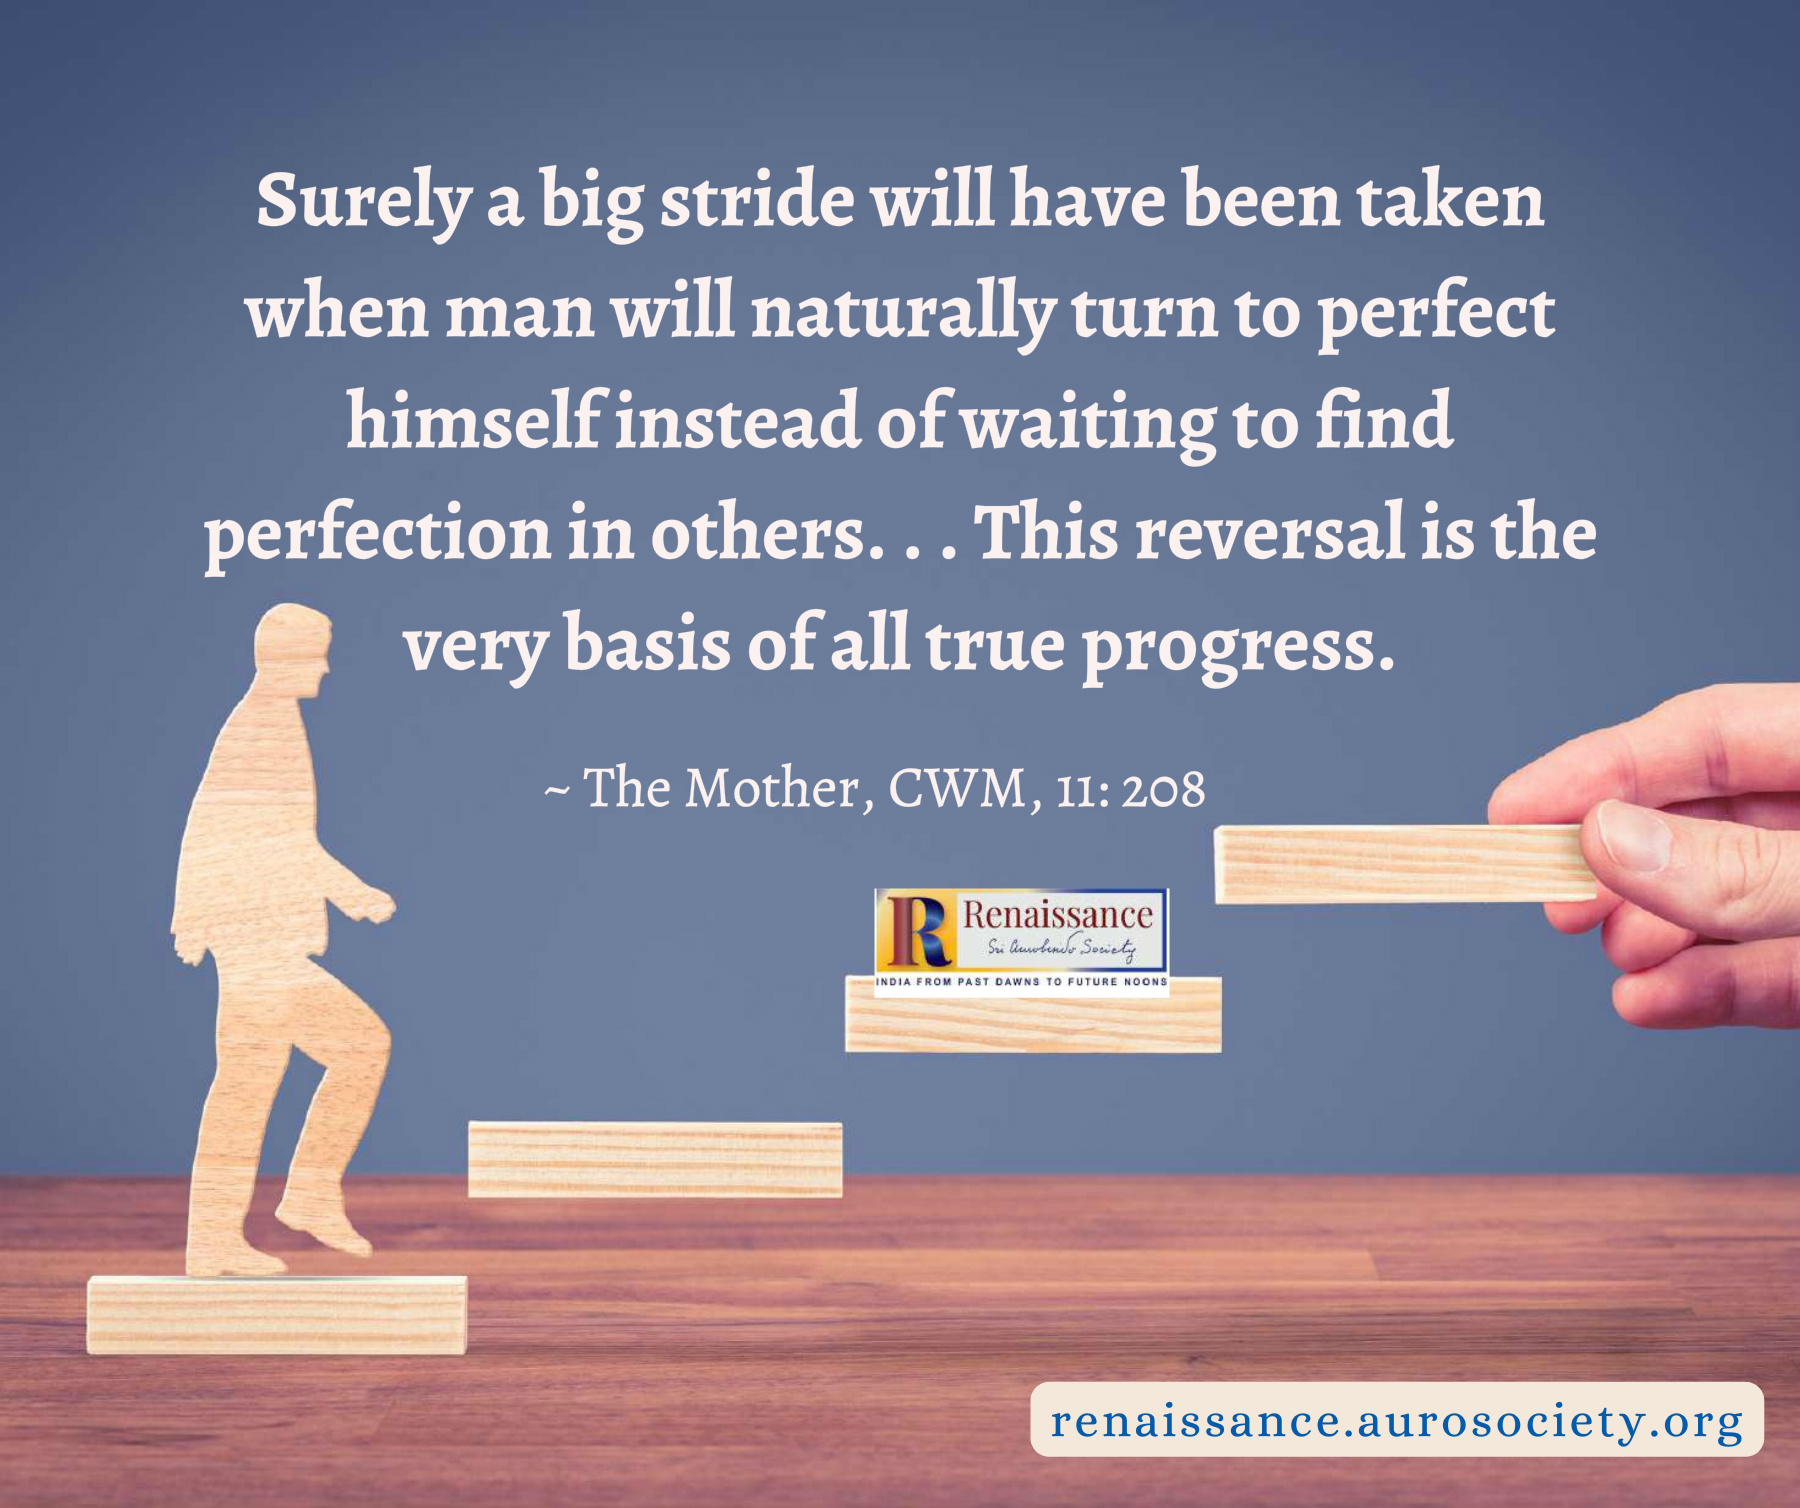 Surely a big stride will have been taken
when man will naturally turn to perfect
himself instead of waiting to find
perfection in others. . . This reversal is the
very basis of all true progress.
~ The Mother, CWM, 11: 208
R Renaissance
Sri Aurobindo Society
INDIA FROM PAST DAWNS TO FUTURE NOONS
renaissance.aurosociety.org